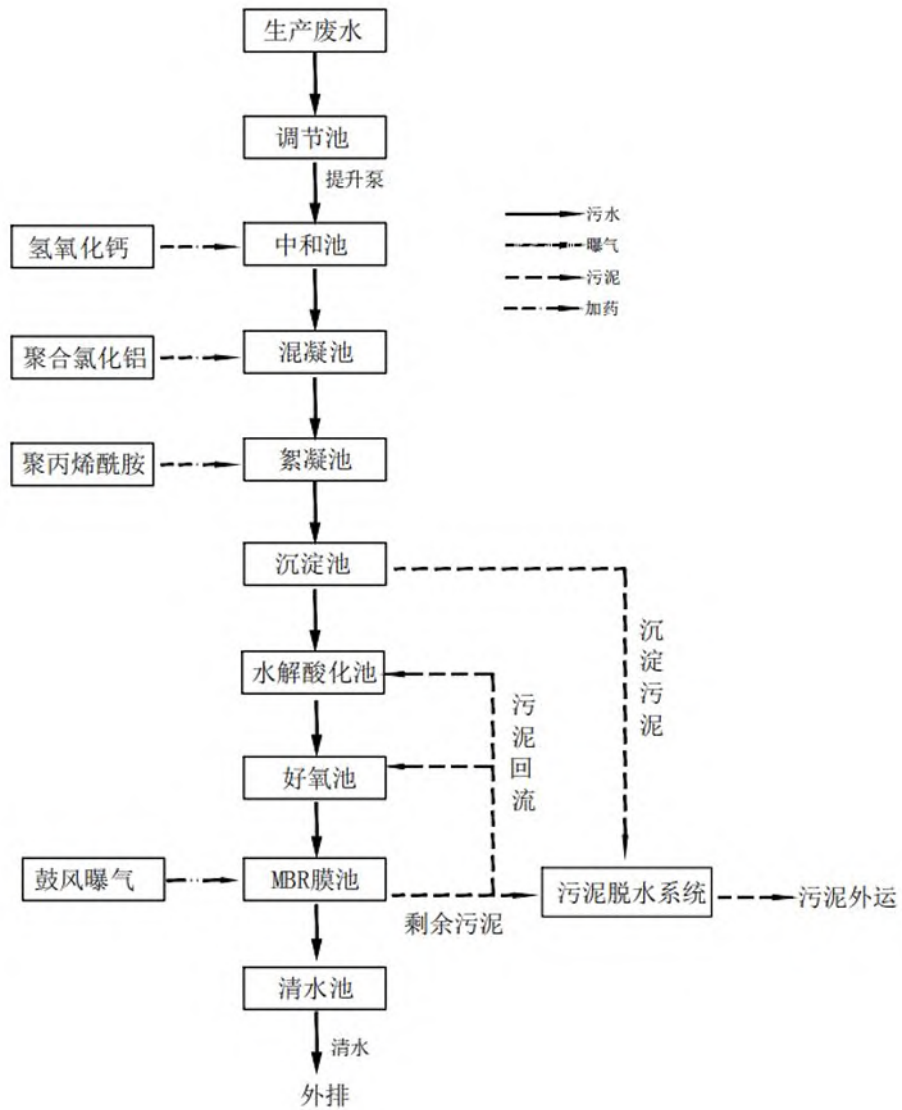 生产废水
调节池
提升泵
氢氧化钙
中和池
污水
曝气
污泥
加药
聚合氯化铝
混凝池
聚丙烯酰胺
絮凝池
沉淀池
沉淀污泥
水解酸化池
污泥回流
好氧池
鼓风曝气
MBR膜池
剩余污泥
污泥脱水系统
污泥外运
清水池
清水
外排